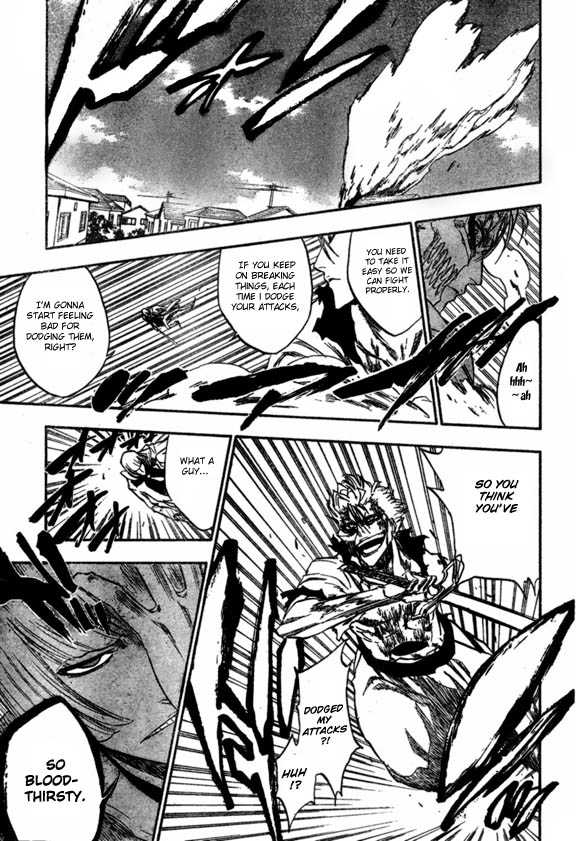 Ah
hhh~
~ah
YOU NEED
TO TAKE IT
EASY SO WE
CAN FIGHT
PROPERLY.
IF YOU KEEP
ON BREAKING
THINGS, EACH
TIME I DODGE
YOUR ATTACKS,
I'M GONNA
START FEELING
BAD FOR
DODGING THEM,
RIGHT?
SO YOU
THINK
YOU'VE
DODGED
MY
ATTACKS
?!
HUH
!?
WHAT A
GUY...
SO
BLOOD-
THIRSTY.